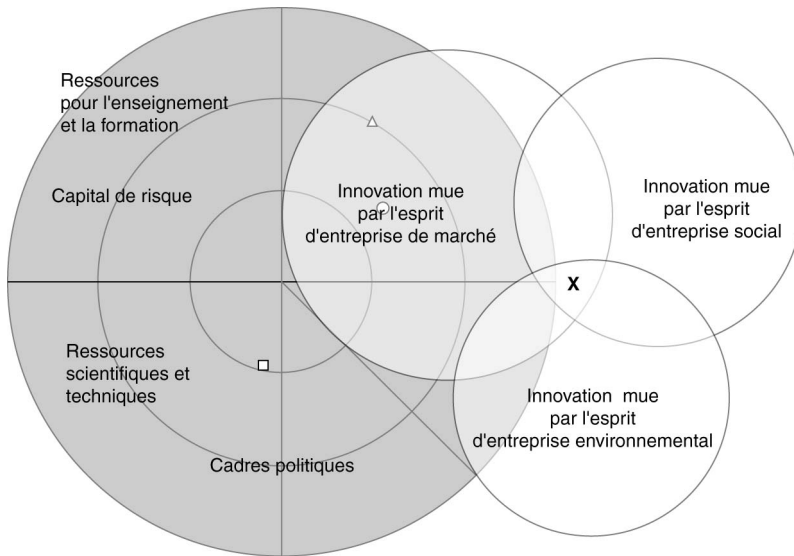 Ressources
pour l'enseignement
et la formation
Capital de risque
Innovation mue
par l'esprit
d'entreprise de marché
Innovation mue
par l'esprit
d'entreprise social
X
Ressources
scientifiques et
techniques
Innovation mue
par l'esprit
d'entreprise environnemental
Cadres politiques